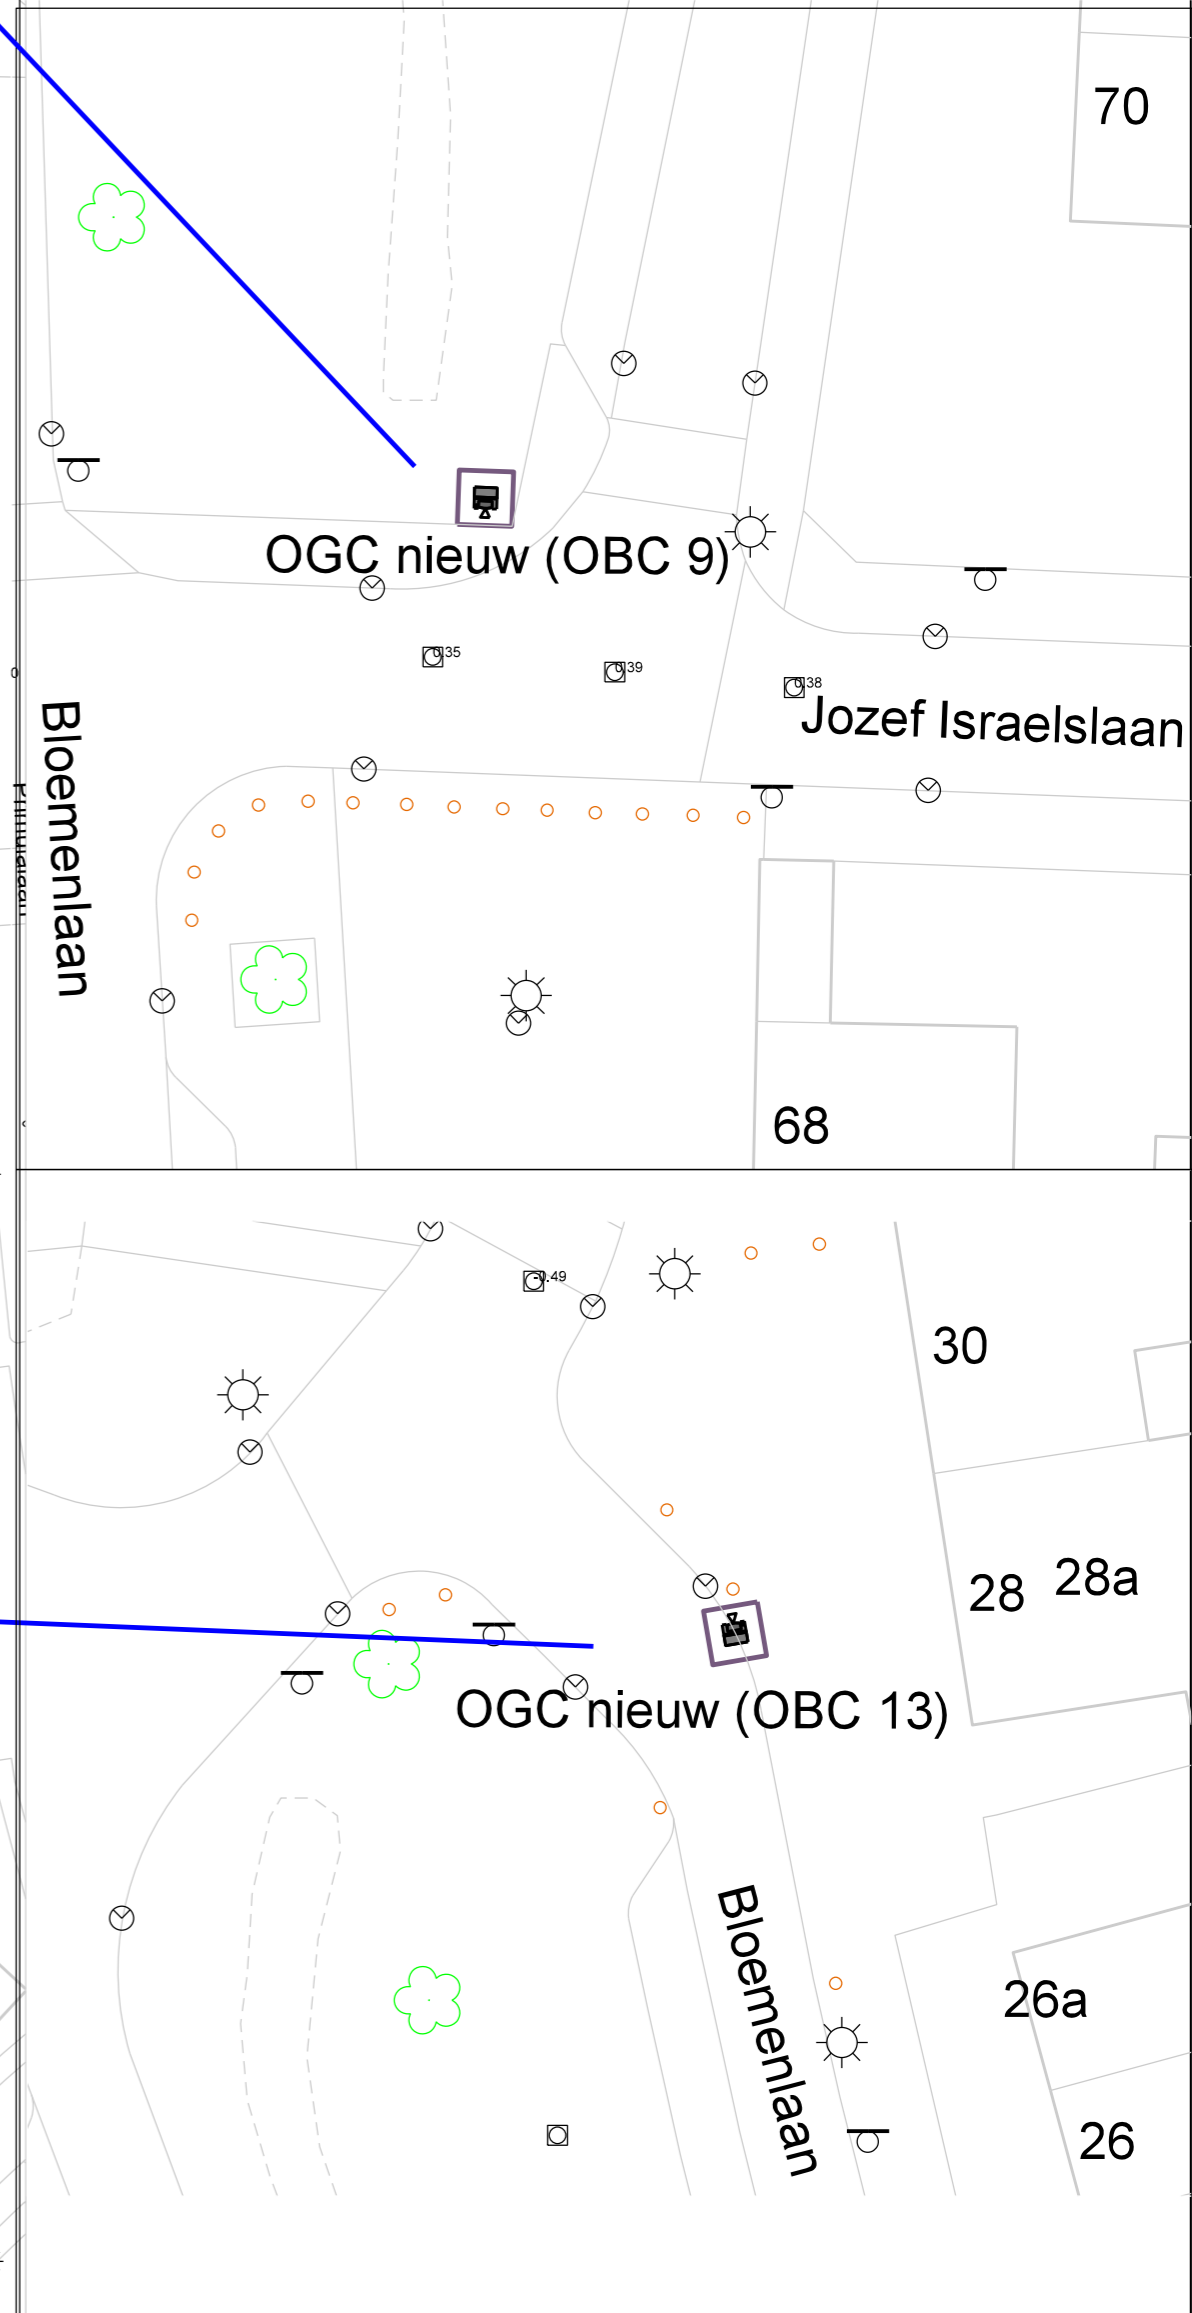 70
OGC nieuw (OBC 9)
0.35
0.39
0.38
0
Jozef Israelslaan
Bloemenlaan
68
-0.49
30
28
28a
OGC nieuw (OBC 13)
Bloemenlaan
26a
26